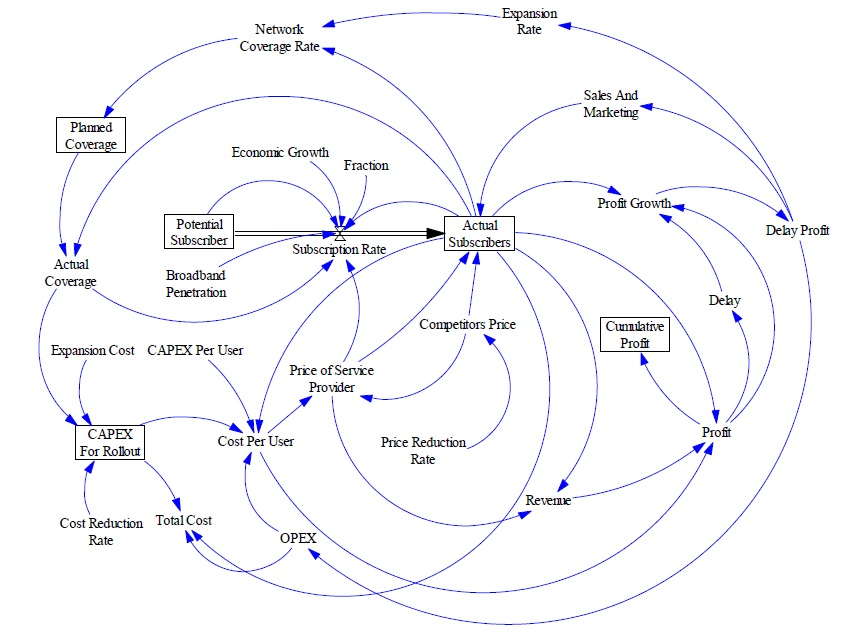 Expansion
Rate
Network
Coverage Rate
Sales And
Marketing
Planned
Coverage
Economic Growth
Fraction
Profit Growth
Potential
Subscriber
Actual
Subscribers
Delay Profit
Subscription Rate
Actual
Coverage
Broadband
Penetration
Delay
Competitors Price
Cumulative
Profit
Expansion Cost
CAPEX Per User
Price of Service
Provider
CAPEX
For Rollout
Cost Per User
Profit
Price Reduction
Rate
Revenue
Cost Reduction
Rate
Total Cost
OPEX